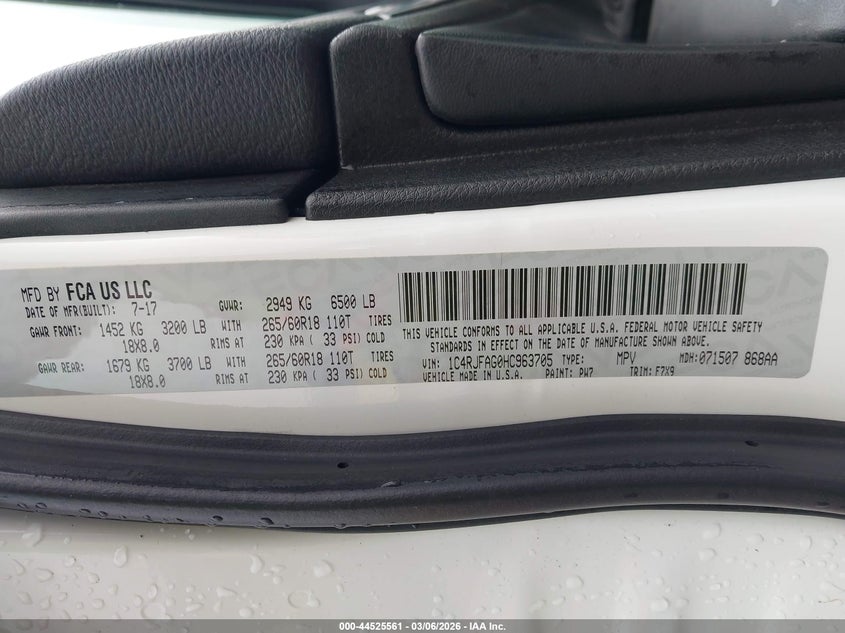 MFD BY FCA US LLC
DATE OF MFR(BUILT): 7-17
GVWR: 2949 KG 6500 LB
GAWR FRONT: 1452 KG 3200 LB WITH 265/60R18 110T TIRES
18X8.0 RIMS AT 230 KPA ( 33 PSI) COLD
GAWR REAR: 1679 KG 3700 LB WITH 265/60R18 110T TIRES
18X8.0 RIMS AT 230 KPA ( 33 PSI) COLD
THIS VEHICLE CONFORMS TO ALL APPLICABLE U.S.A. FEDERAL MOTOR VEHICLE SAFETY
STANDARDS IN EFFECT ON THE DATE OF MANUFACTURE SHOWN ABOVE.
VIN: 1C4RJFAG0HC963705 TYPE: MPV MDH: 071507 868AA
VEHICLE MADE IN U.S.A. PAINT: PW7 TRIM: F7X9
000-44525561 - 03/06/2026 - IAA Inc.